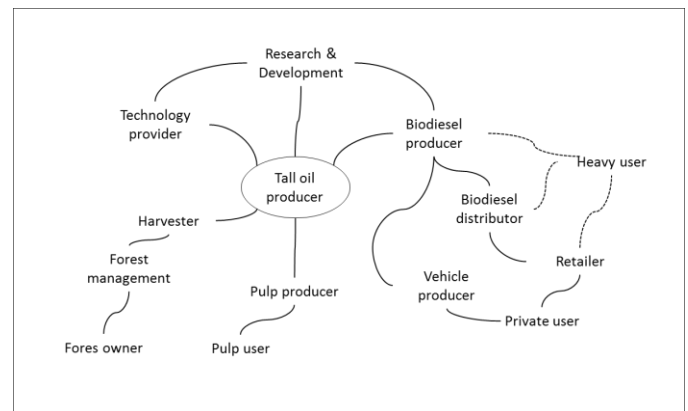 Research &
Development
Technology
provider
Biodiesel
producer
Heavy user
Tall oil
producer
Biodiesel
distributor
Harvester
Forest
management
Retailer
Vehicle
producer
Pulp producer
Private user
Fores owner
Pulp user